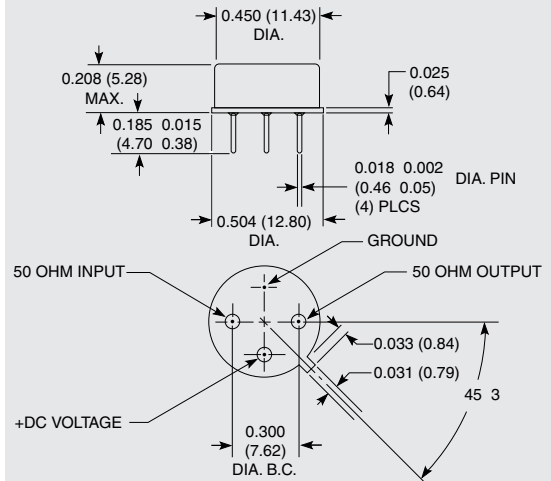 0.450 (11.43)
DIA.
0.208 (5.28)
MAX.
0.025
(0.64)
0.185 0.015
(4.70 0.38)
0.018 0.002
(0.46 0.05)
(4) PLCS
DIA. PIN
0.504 (12.80)
DIA.
GROUND
50 OHM INPUT
50 OHM OUTPUT
0.033 (0.84)
0.031 (0.79)
45 3
+DC VOLTAGE
0.300
(7.62)
DIA. B.C.